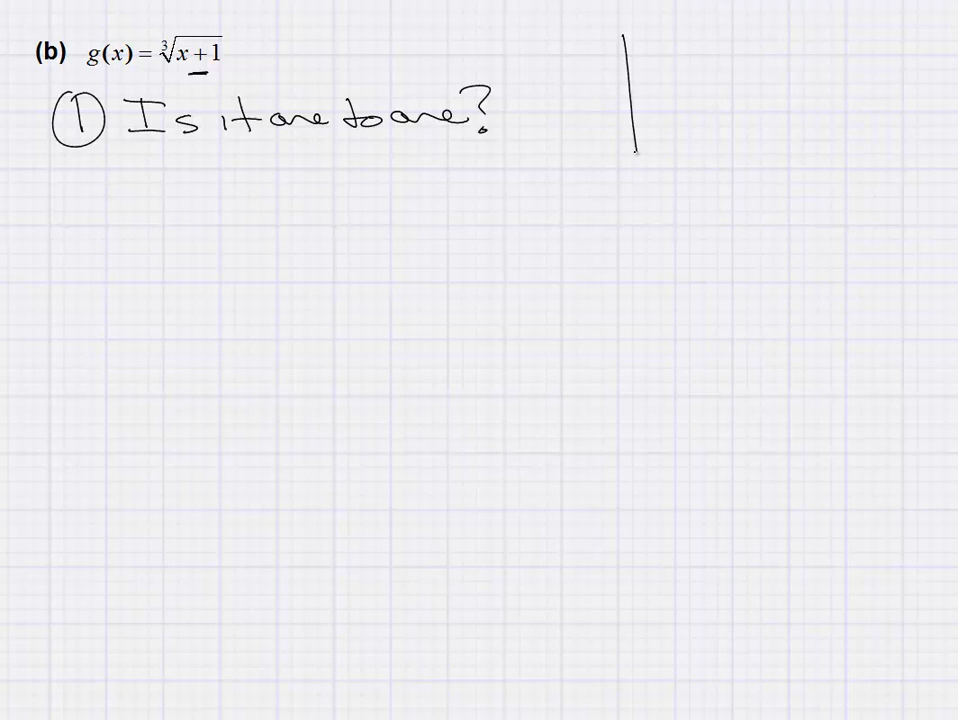 (b) g(x) = ∛(x + 1)
① Is it one to one?